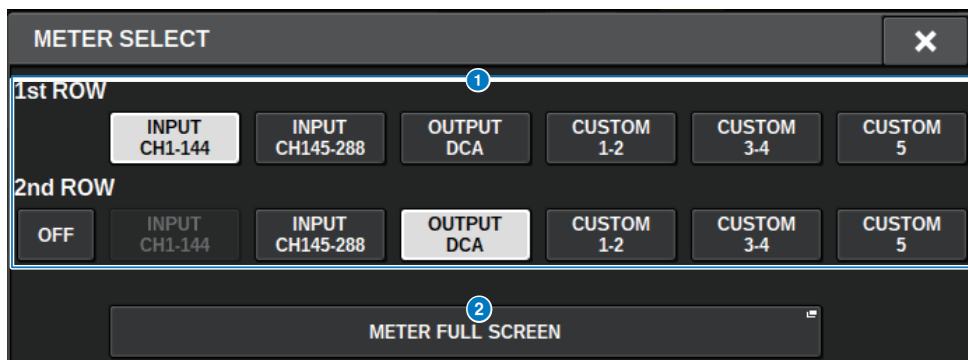 METER SELECT
1
1st ROW
INPUT CH1-144
INPUT CH145-288
OUTPUT DCA
CUSTOM 1-2
CUSTOM 3-4
CUSTOM 5
2nd ROW
OFF
INPUT CH1-144
INPUT CH145-288
OUTPUT DCA
CUSTOM 1-2
CUSTOM 3-4
CUSTOM 5
2
METER FULL SCREEN